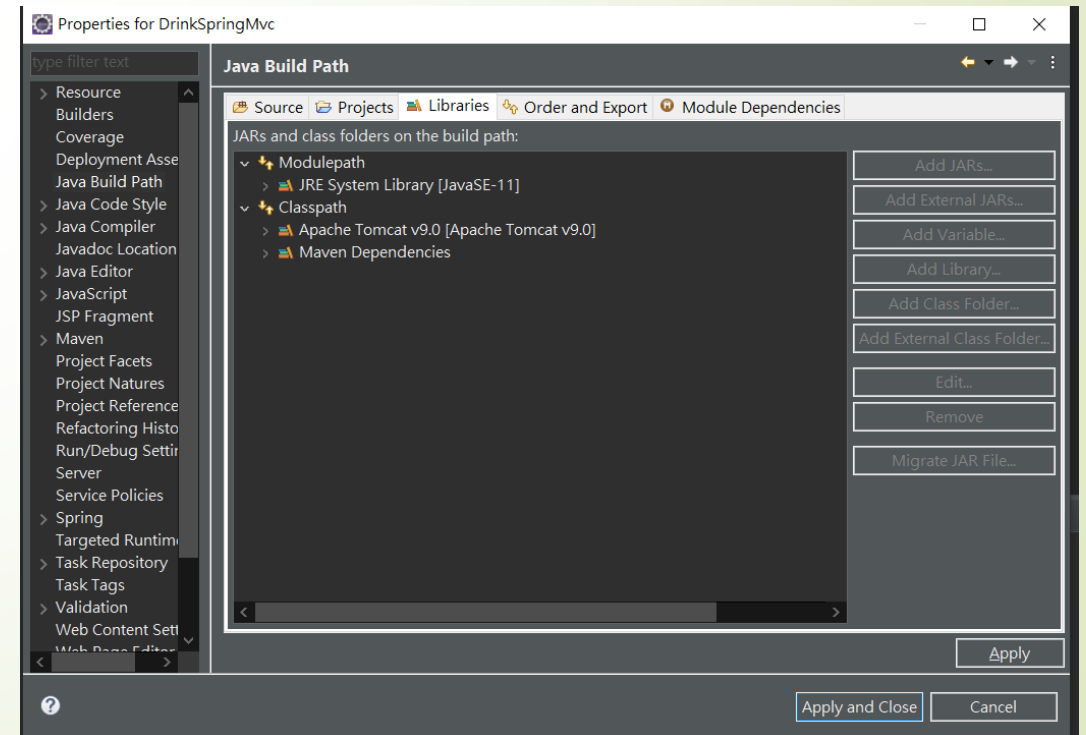 Properties for DrinkSpringMvc
type filter text
Resource
Builders
Coverage
Deployment Asse
Java Build Path
Java Code Style
Java Compiler
Javadoc Location
Java Editor
JavaScript
JSP Fragment
Maven
Project Facets
Project Natures
Project Reference
Refactoring Histo
Run/Debug Settin
Server
Service Policies
Spring
Targeted Runtim
Task Repository
Task Tags
Validation
Web Content Sett
Web Page Editor
Java Build Path
Source Projects Libraries Order and Export Module Dependencies
JARs and class folders on the build path:
Modulepath
JRE System Library [JavaSE-11]
Classpath
Apache Tomcat v9.0 [Apache Tomcat v9.0]
Maven Dependencies
Add JARs...
Add External JARs...
Add Variable...
Add Library...
Add Class Folder...
Add External Class Folder...
Edit...
Remove
Migrate JAR File...
Apply
Apply and Close Cancel